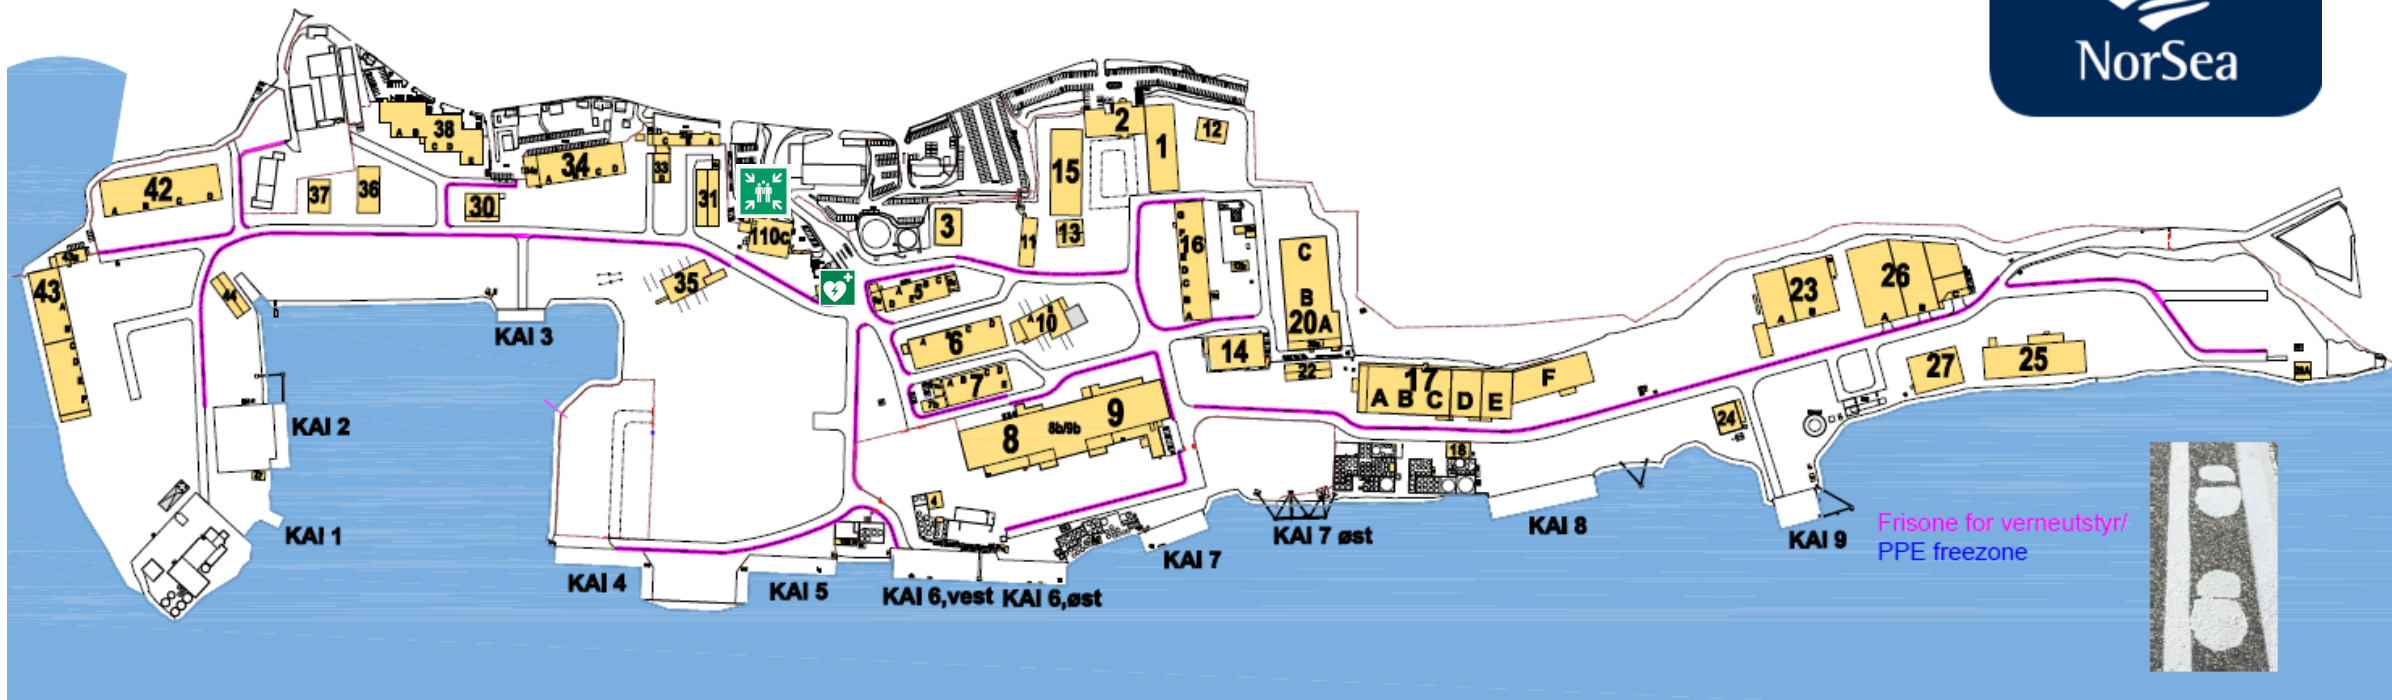 NorSea
2
1
12
38
A B
C D
E
34
A
C
D
33
D
31
15
42
A
B
C
D
37
36
30
110c
3
11
13
16
G
F
E
D
C
B
A
C
B
20A
43
A
B
C
D
E
F
44
35
5
A
B
C
D
6
A
C
D
10
A
7
A B C D
E
7b
14
22
17
A B C D E
F
23
A
B
26
A
B
C
27
25
24
18
8
8b/9b
9
4
KAI 3
KAI 2
KAI 1
KAI 4
KAI 5
KAI 6,vest
KAI 6,øst
KAI 7
KAI 7 øst
KAI 8
KAI 9
Frisone for verneutstyr/
PPE freezone